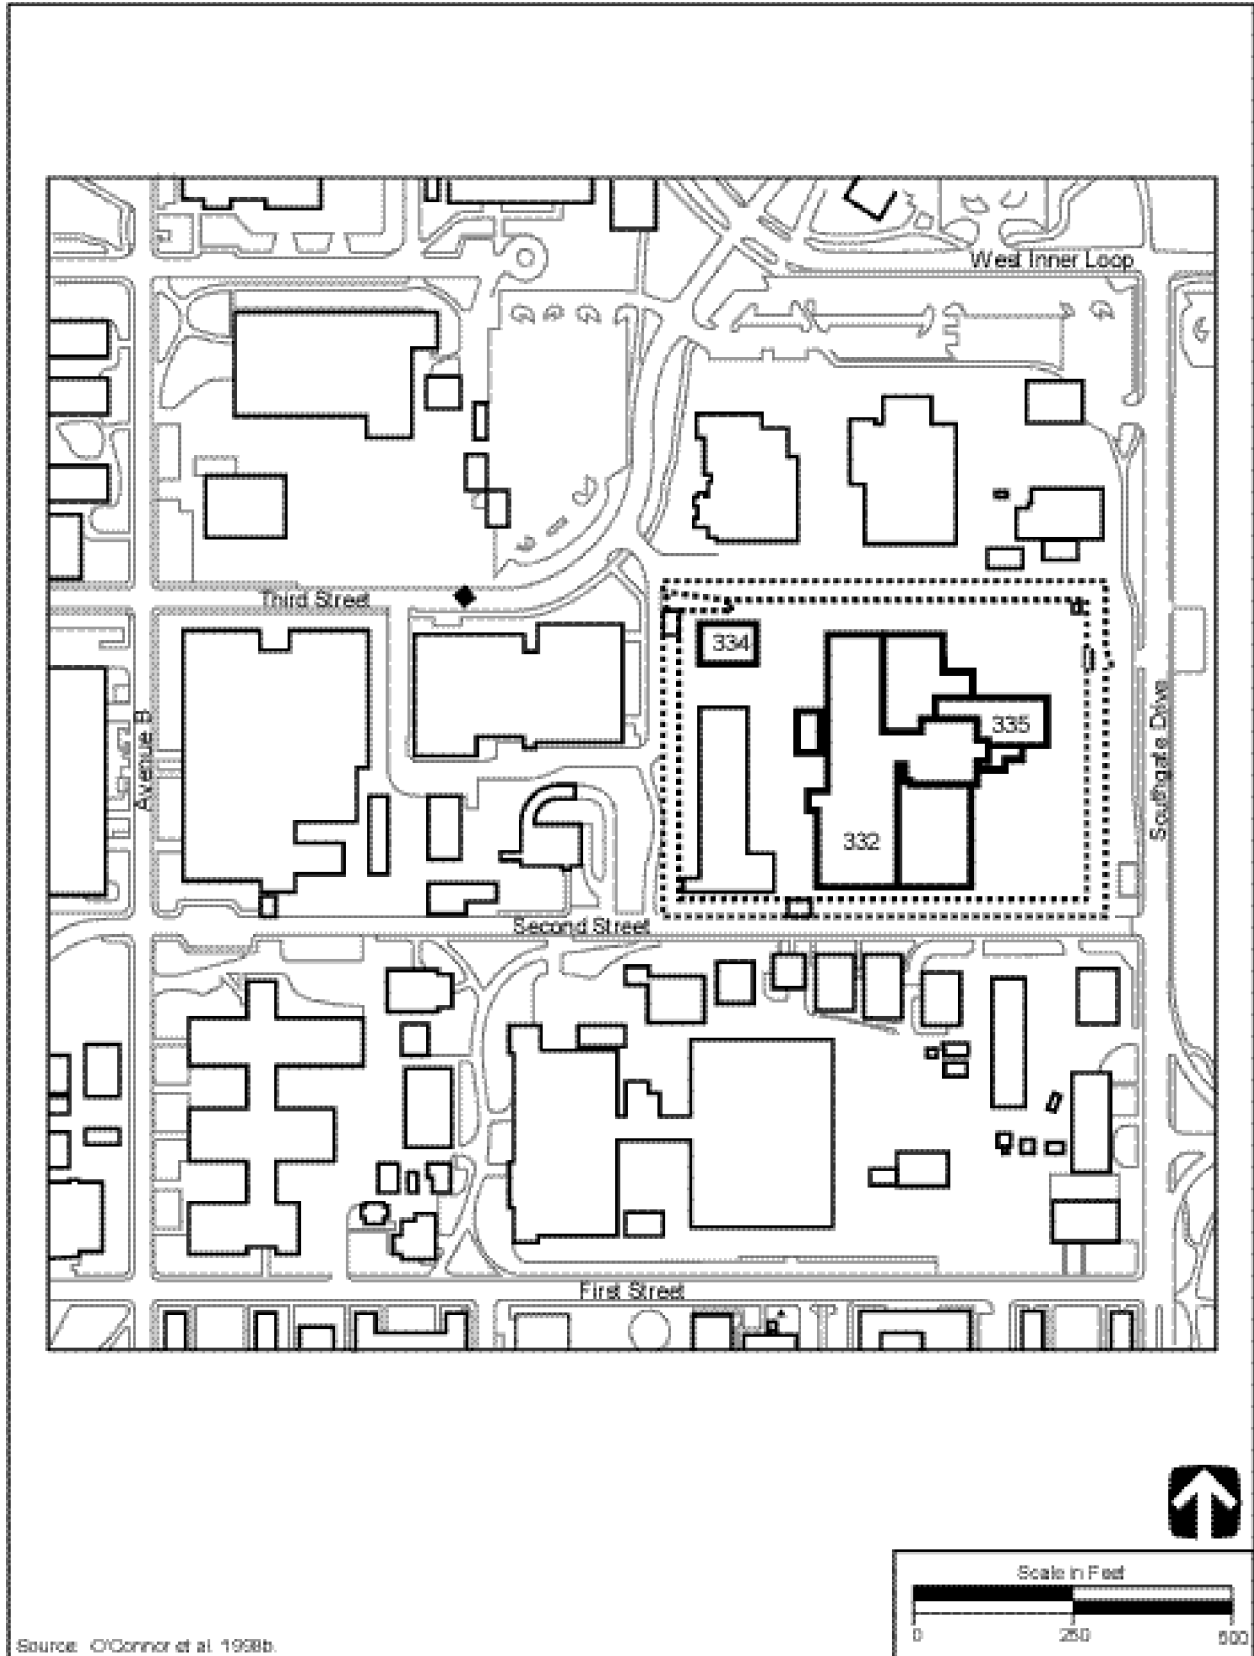 West Inner Loop
Third Street
334
335
Avenue B
Southgate Drive
332
Second Street
First Street
Scale in Feet
0 250 500
Source: O'Connor et al. 1998b.